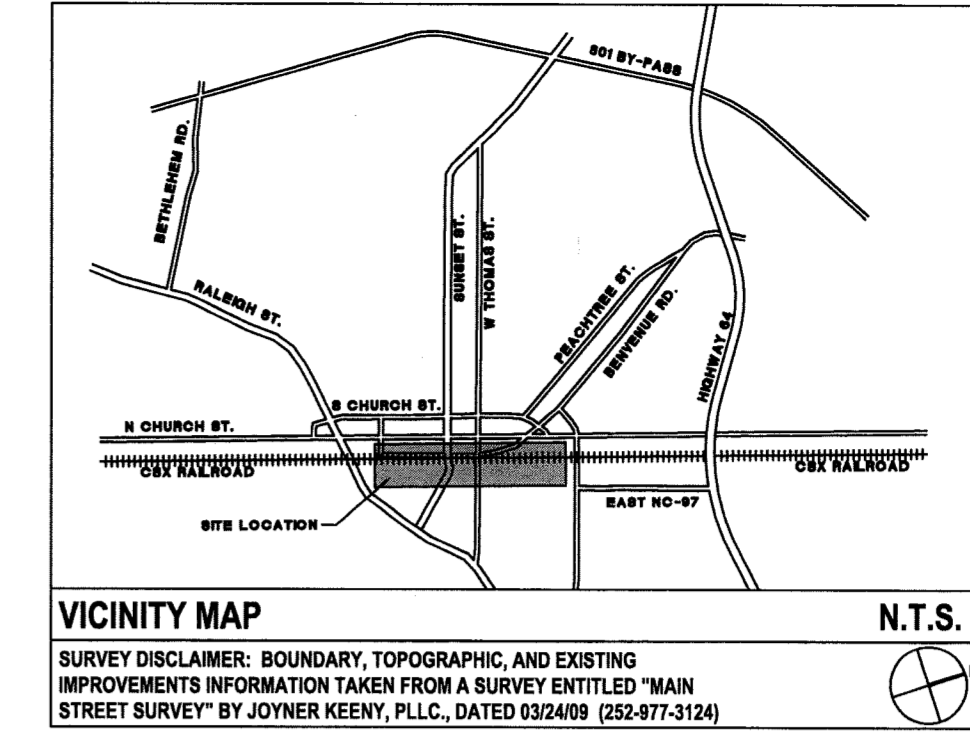 801 BY-PASS
BETHLEHEM RD.
SUNSET ST.
W THOMAS ST.
RALEIGH ST.
PEACHTREE ST.
BENVENUE RD.
HIGHWAY 64
S CHURCH ST.
N CHURCH ST.
CSX RAILROAD
CSX RAILROAD
EAST NC-97
SITE LOCATION
VICINITY MAP
N.T.S.
SURVEY DISCLAIMER: BOUNDARY, TOPOGRAPHIC, AND EXISTING
IMPROVEMENTS INFORMATION TAKEN FROM A SURVEY ENTITLED "MAIN
STREET SURVEY" BY JOYNER KEENY, PLLC., DATED 03/24/09 (252-977-3124)